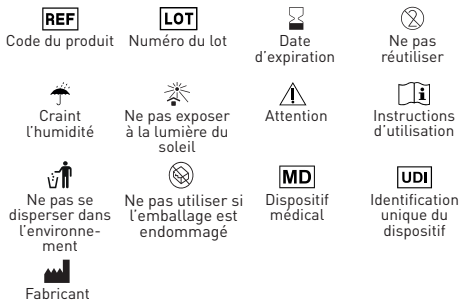 REF
Code du produit
LOT
Numéro du lot
Date
d'expiration
2
Ne pas
réutiliser
Craint
l'humidité
Ne pas exposer
à la lumière du
soleil
Attention
i
Instructions
d'utilisation
Ne pas se
disperser dans
l'environne-
ment
Ne pas utiliser si
l'emballage est
endommagé
MD
Dispositif
médical
UDI
Identification
unique du
dispositif
Fabricant